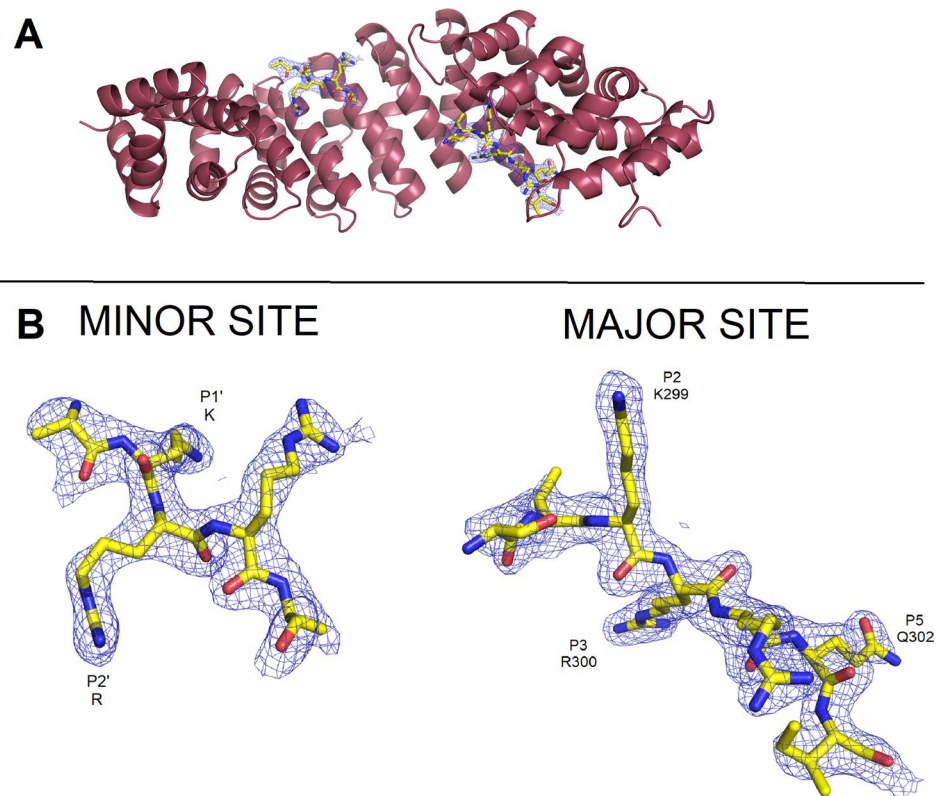 A
B
MINOR SITE
MAJOR SITE
P1'
K
P2'
R
P2
K299
P3
R300
P5
Q302